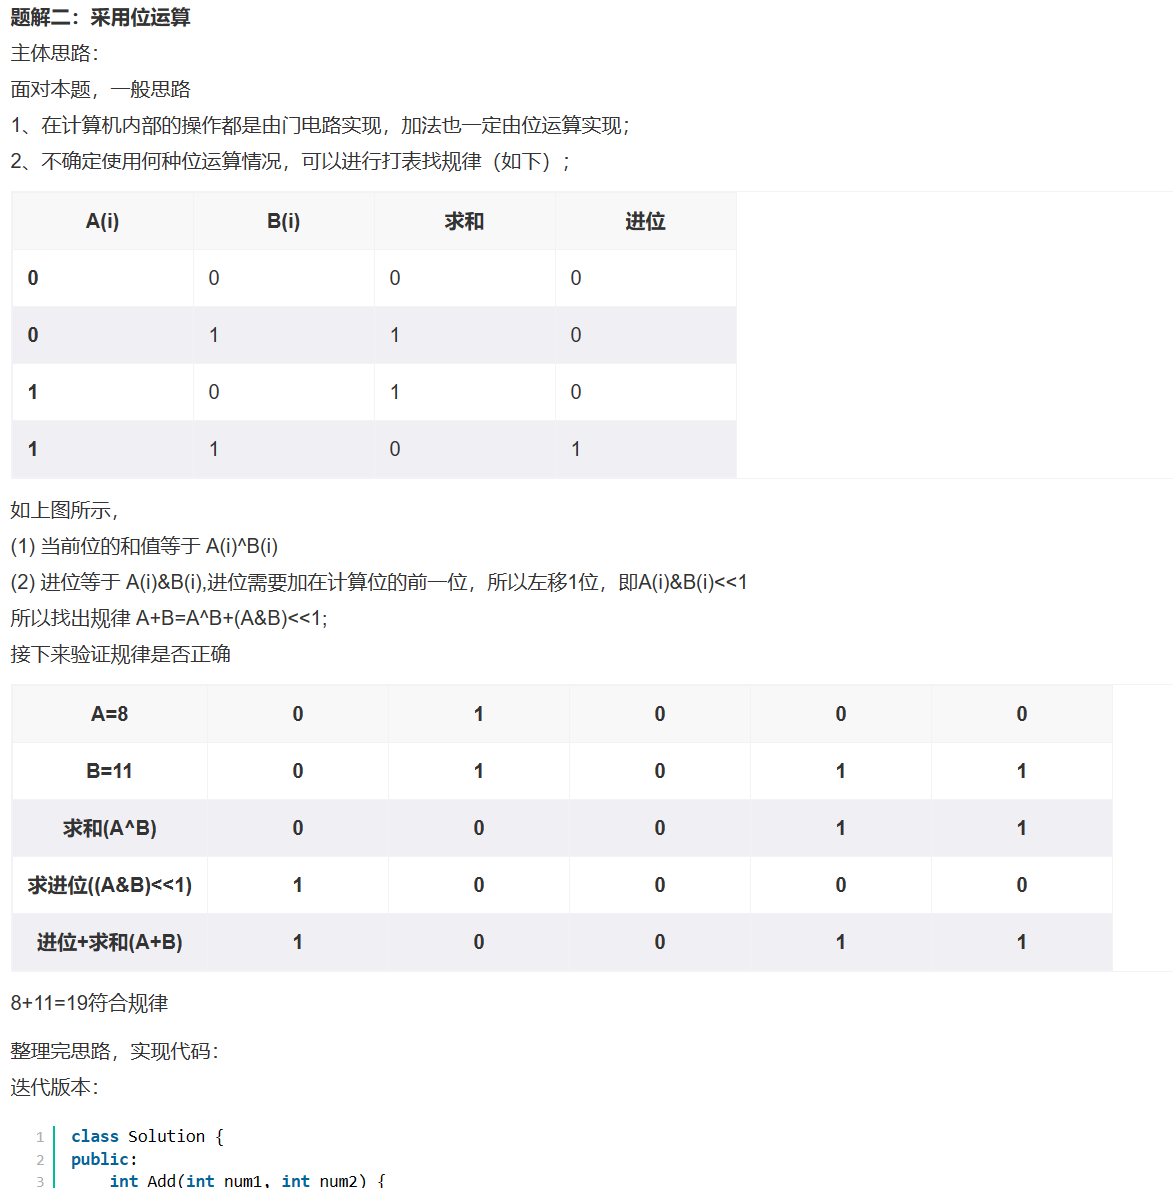 题解二：采用位运算
主体思路：
面对本题，一般思路
1、在计算机内部的操作都是由门电路实现，加法也一定由位运算实现；
2、不确定使用何种位运算情况，可以进行打表找规律（如下）；
A(i) B(i) 求和 进位
0 0 0 0
0 1 1 0
1 0 1 0
1 1 0 1
如上图所示，
(1) 当前位的和值等于 A(i)^B(i)
(2) 进位等于 A(i)&B(i),进位需要加在计算位的前一位，所以左移1位，即A(i)&B(i)<<1
所以找出规律 A+B=A^B+(A&B)<<1;
接下来验证规律是否正确
A=8 0 1 0 0 0
B=11 0 1 0 1 1
求和(A^B) 0 0 0 1 1
求进位((A&B)<<1) 1 0 0 0 0
进位+求和(A+B) 1 0 0 1 1
8+11=19符合规律
整理完思路，实现代码：
迭代版本：
1 class Solution {
2 public:
3 int Add(int num1, int num2) {